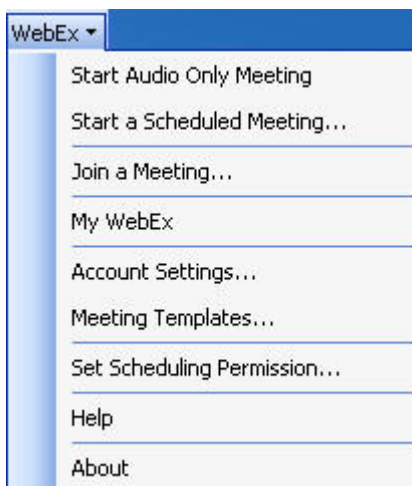 WebEx
Start Audio Only Meeting
Start a Scheduled Meeting...
Join a Meeting...
My WebEx
Account Settings...
Meeting Templates...
Set Scheduling Permission...
Help
About